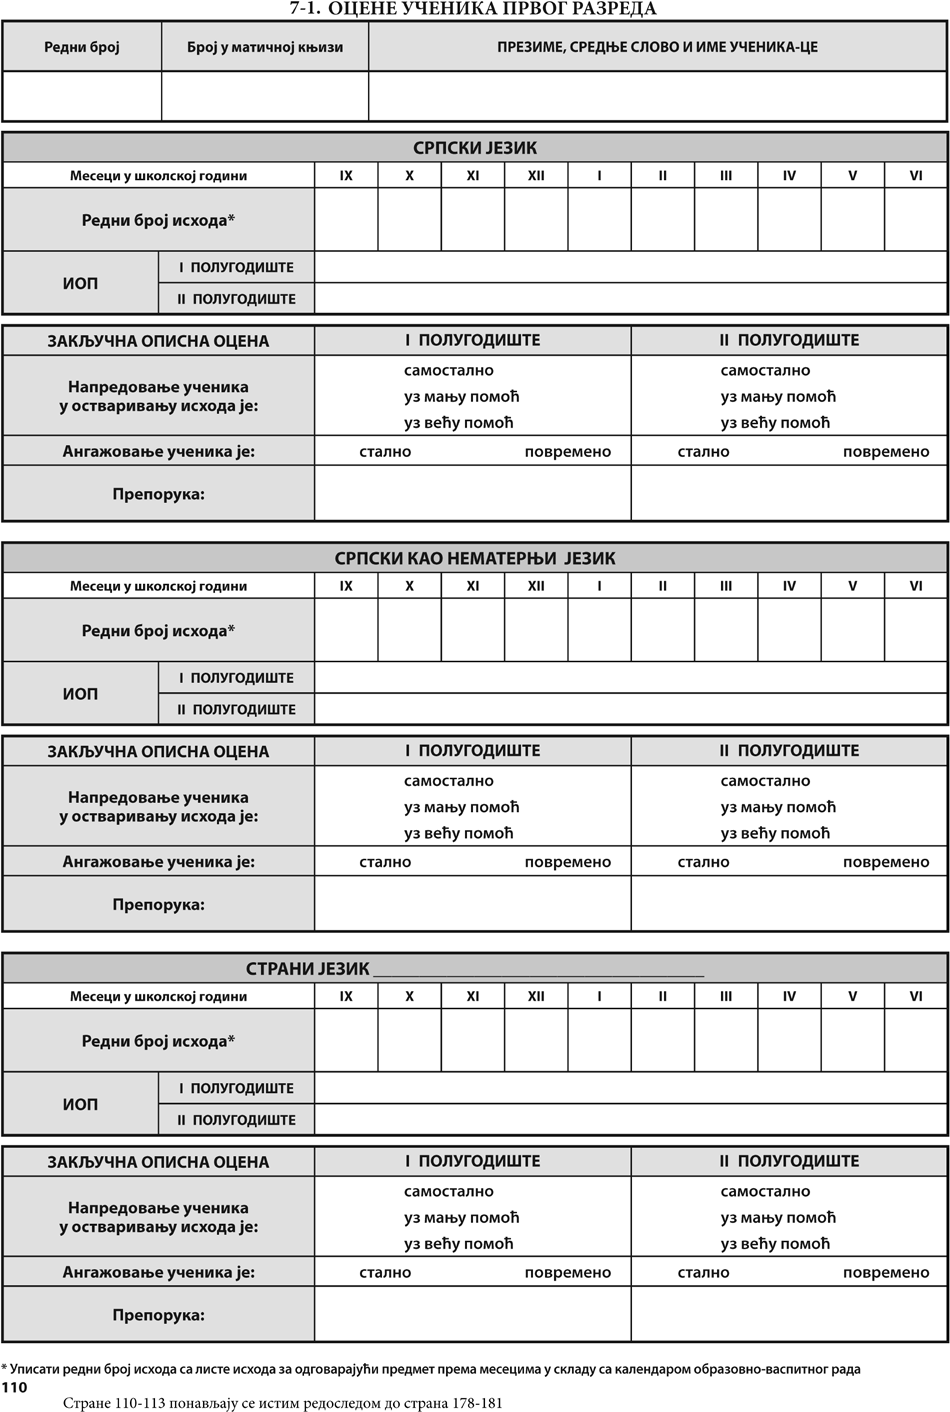 7-1. ОЦЕНЕ УЧЕНИКА ПРВОГ РАЗРЕДА
Редни број Број у матичној књизи ПРЕЗИМЕ, СРЕДЊЕ СЛОВО И ИМЕ УЧЕНИКА-ЦЕ
СРПСКИ ЈЕЗИК
Месеци у школској години IX X XI XII I II III IV V VI
Редни број исхода*
ИОП
I ПОЛУГОДИШТЕ
II ПОЛУГОДИШТЕ
ЗАКЉУЧНА ОПИСНА ОЦЕНА I ПОЛУГОДИШТЕ II ПОЛУГОДИШТЕ
Напредовање ученика
у остваривању исхода је:
самостално
уз мању помоћ
уз већу помоћ
самостално
уз мању помоћ
уз већу помоћ
Ангажовање ученика је: стално повремено стално повремено
Препорука:
СРПСКИ КАО НЕМАТЕРЊИ ЈЕЗИК
Месеци у школској години IX X XI XII I II III IV V VI
Редни број исхода*
ИОП
I ПОЛУГОДИШТЕ
II ПОЛУГОДИШТЕ
ЗАКЉУЧНА ОПИСНА ОЦЕНА I ПОЛУГОДИШТЕ II ПОЛУГОДИШТЕ
Напредовање ученика
у остваривању исхода је:
самостално
уз мању помоћ
уз већу помоћ
самостално
уз мању помоћ
уз већу помоћ
Ангажовање ученика је: стално повремено стално повремено
Препорука:
СТРАНИ ЈЕЗИК ____________________________________
Месеци у школској години IX X XI XII I II III IV V VI
Редни број исхода*
ИОП
I ПОЛУГОДИШТЕ
II ПОЛУГОДИШТЕ
ЗАКЉУЧНА ОПИСНА ОЦЕНА I ПОЛУГОДИШТЕ II ПОЛУГОДИШТЕ
Напредовање ученика
у остваривању исхода је:
самостално
уз мању помоћ
уз већу помоћ
самостално
уз мању помоћ
уз већу помоћ
Ангажовање ученика је: стално повремено стално повремено
Препорука:
* Уписати редни број исхода са листе исхода за одговарајући предмет према месецима у складу са календаром образовно-васпитног рада
110
Стране 110-113 понављају се истим редоследом до страна 178-181